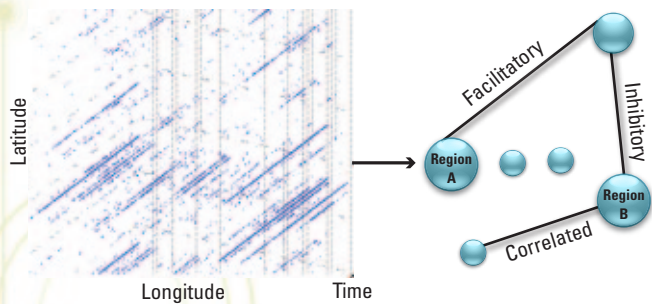 Latitude
Longitude
Time
Facilitatory
Inhibitory
Region
A
Region
B
Correlated